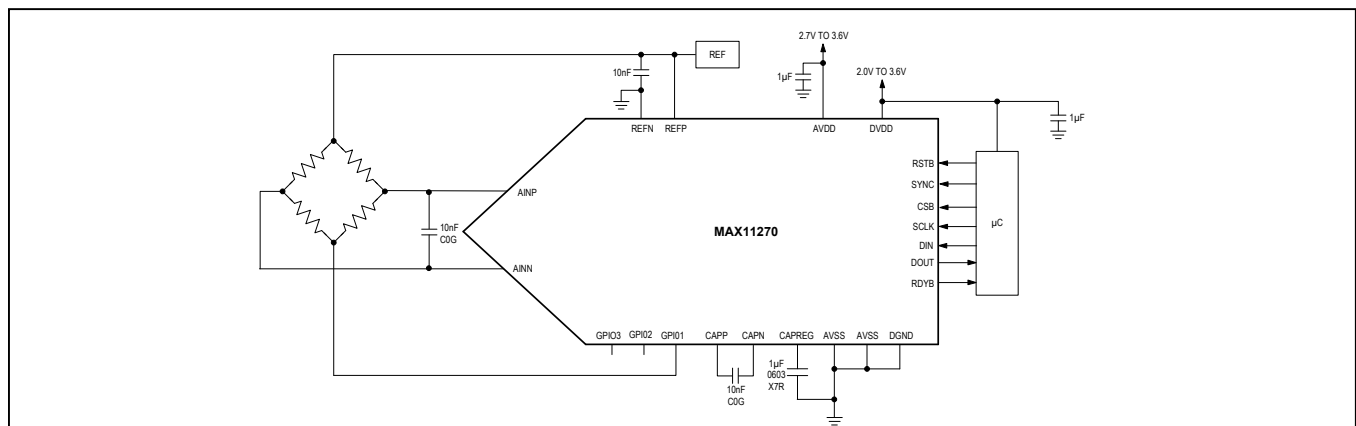 2.7V TO 3.6V
REF
10nF
1µF
2.0V TO 3.6V
1µF
REFN
REFP
AVDD
DVDD
RSTB
SYNC
CSB
SCLK
DIN
DOUT
RDYB
µC
AINP
10nF
C0G
AINN
MAX11270
GPIO3
GPI02
GPI01
CAPP
CAPN
CAPREG
AVSS
AVSS
DGND
10nF
C0G
1µF
0603
X7R